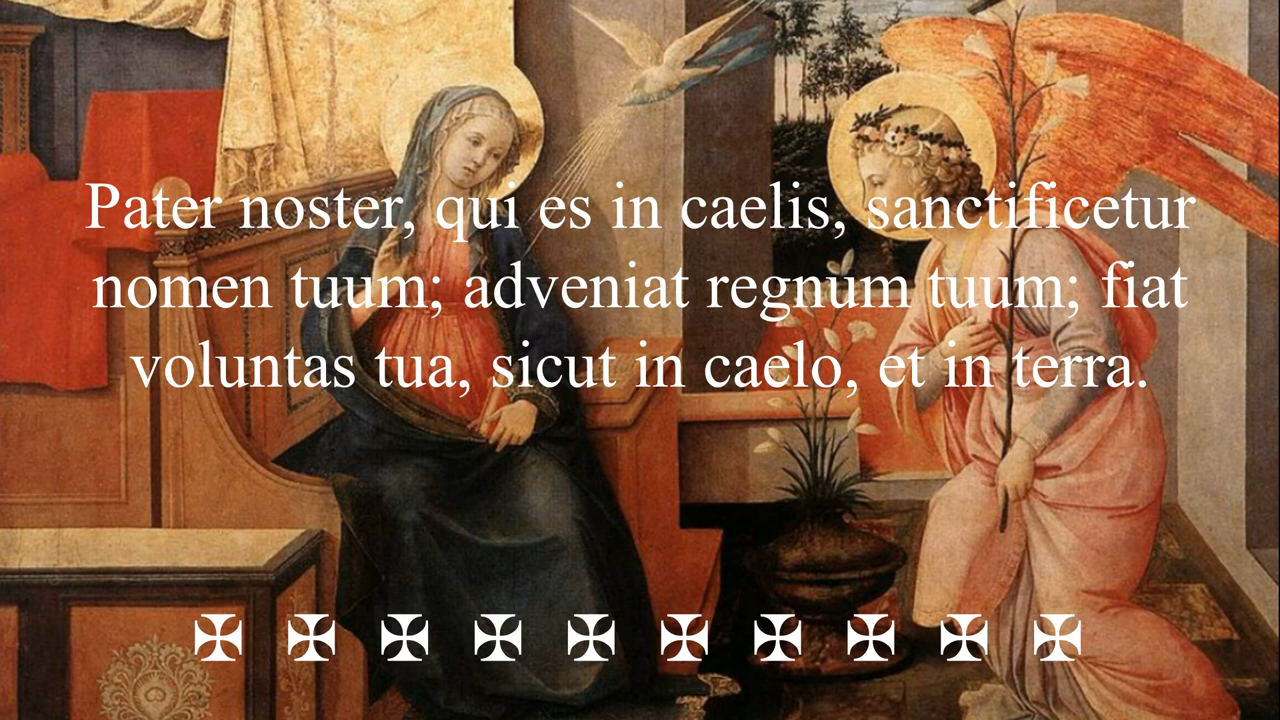 Pater noster, qui es in caelis, sanctificetur
nomen tuum; adveniat regnum tuum; fiat
voluntas tua, sicut in caelo, et in terra.
✠ ✠ ✠ ✠ ✠ ✠ ✠ ✠ ✠ ✠